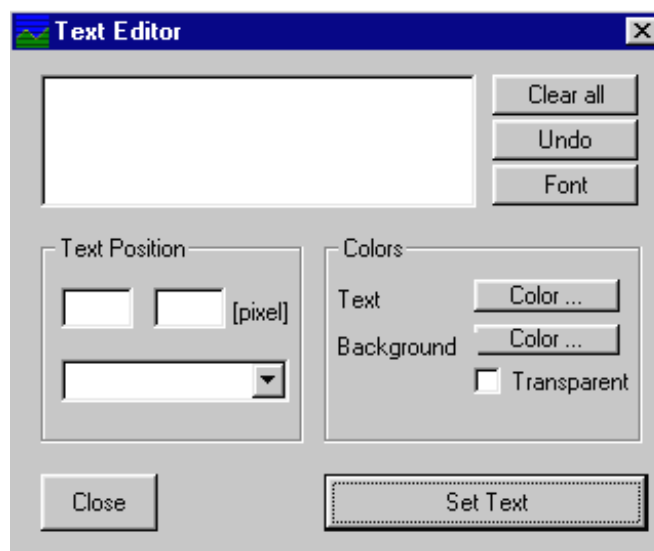 Text Editor
Clear all
Undo
Font
Text Position
[pixel]
Colors
Text Color ...
Background Color ...
Transparent
Close
Set Text